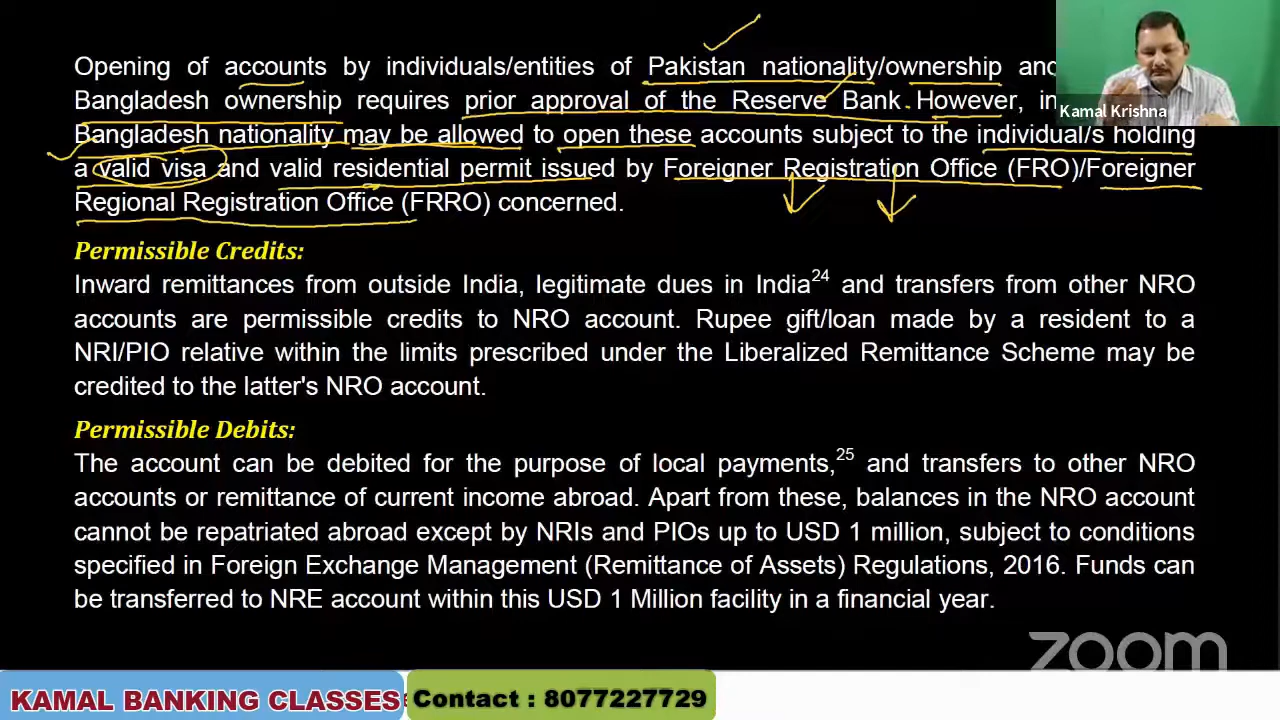 Opening of accounts by individuals/entities of Pakistan nationality/ownership and
Bangladesh ownership requires prior approval of the Reserve Bank. However, in
Bangladesh nationality may be allowed to open these accounts subject to the individual/s holding
a valid visa and valid residential permit issued by Foreigner Registration Office (FRO)/Foreigner
Regional Registration Office (FRRO) concerned.
Kamal Krishna
Permissible Credits:
Inward remittances from outside India, legitimate dues in India24 and transfers from other NRO
accounts are permissible credits to NRO account. Rupee gift/loan made by a resident to a
NRI/PIO relative within the limits prescribed under the Liberalized Remittance Scheme may be
credited to the latter's NRO account.
Permissible Debits:
The account can be debited for the purpose of local payments,25 and transfers to other NRO
accounts or remittance of current income abroad. Apart from these, balances in the NRO account
cannot be repatriated abroad except by NRIs and PIOs up to USD 1 million, subject to conditions
specified in Foreign Exchange Management (Remittance of Assets) Regulations, 2016. Funds can
be transferred to NRE account within this USD 1 Million facility in a financial year.
zoom
KAMAL BANKING CLASSES
Contact : 8077227729